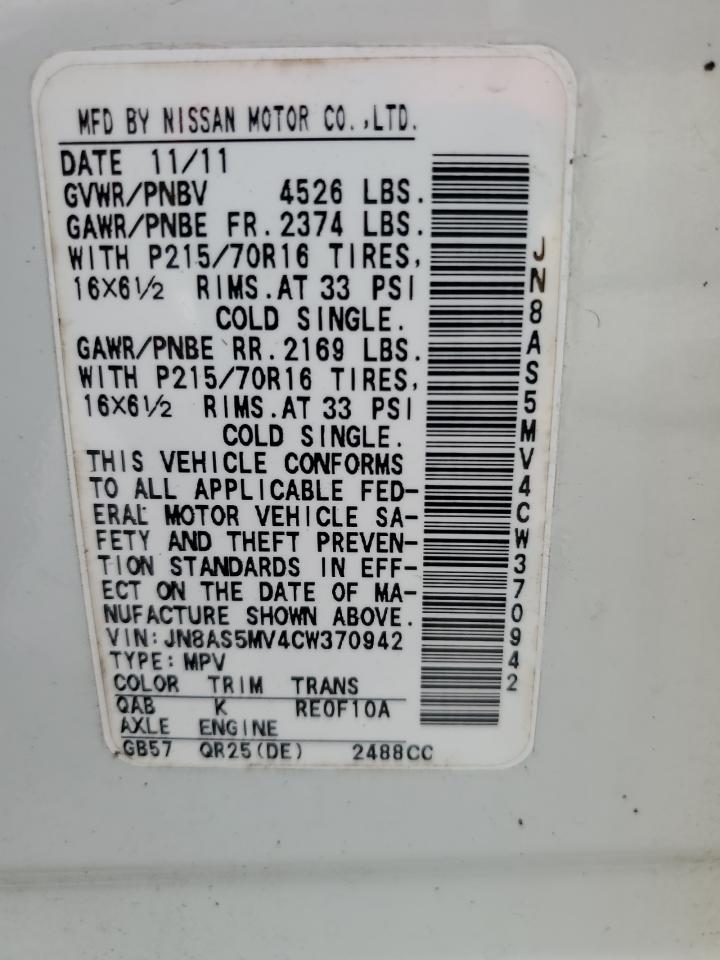 MFD BY NISSAN MOTOR CO.,LTD.
DATE 11/11
GVWR/PNBV 4526 LBS.
GAWR/PNBE FR.2374 LBS.
WITH P215/70R16 TIRES,
16X6½ RIMS.AT 33 PSI
COLD SINGLE.
GAWR/PNBE RR.2169 LBS.
WITH P215/70R16 TIRES,
16X6½ RIMS.AT 33 PSI
COLD SINGLE.
THIS VEHICLE CONFORMS
TO ALL APPLICABLE FED-
ERAL MOTOR VEHICLE SA-
FETY AND THEFT PREVEN-
TION STANDARDS IN EFF-
ECT ON THE DATE OF MA-
NUFACTURE SHOWN ABOVE.
VIN:JN8AS5MV4CW370942
TYPE:MPV
COLOR TRIM TRANS
QAB K RE0F10A
AXLE ENGINE
GB57 QR25(DE) 2488CC
JN8AS5MV4CW370942